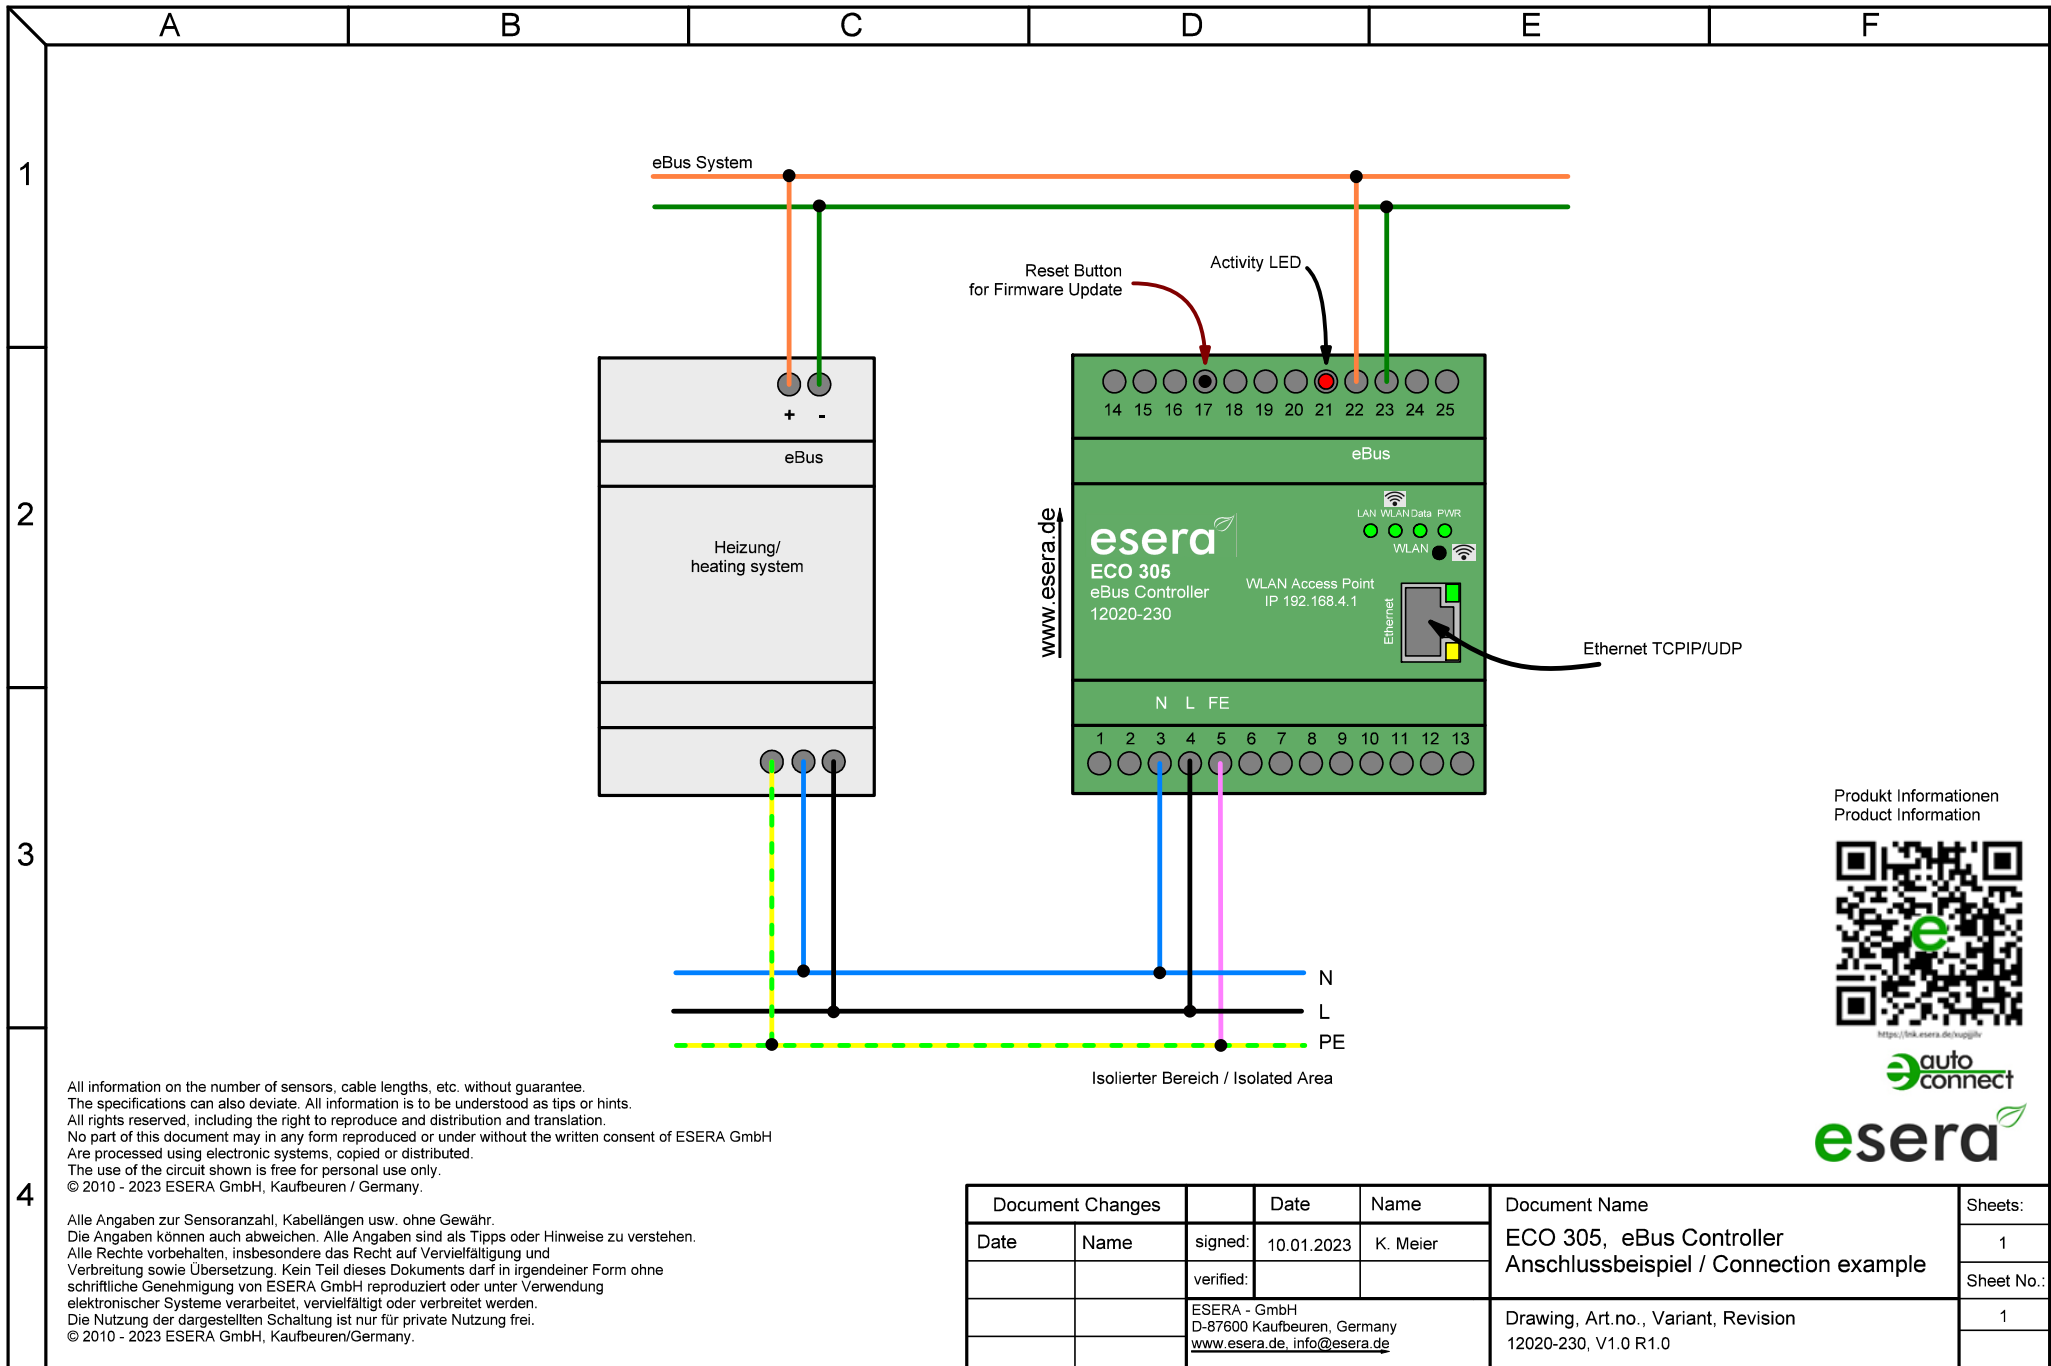 A B C D E F
1
2
3
4
eBus System
Reset Button
for Firmware Update
Activity LED
+ -
eBus
Heizung/
heating system
14 15 16 17 18 19 20 21 22 23 24 25
eBus
LAN WLAN Data PWR
WLAN
www.esera.de
esera
ECO 305
eBus Controller
12020-230
WLAN Access Point
IP 192.168.4.1
Ethernet
Ethernet TCPIP/UDP
N L FE
1 2 3 4 5 6 7 8 9 10 11 12 13
N
L
PE
Isolierter Bereich / Isolated Area
Produkt Informationen
Product Information
e
https://lnk.esera.de/xupjjilv
e auto
connect
esera
All information on the number of sensors, cable lengths, etc. without guarantee.
The specifications can also deviate. All information is to be understood as tips or hints.
All rights reserved, including the right to reproduce and distribution and translation.
No part of this document may in any form reproduced or under without the written consent of ESERA GmbH
Are processed using electronic systems, copied or distributed.
The use of the circuit shown is free for personal use only.
© 2010 - 2023 ESERA GmbH, Kaufbeuren / Germany.
Alle Angaben zur Sensoranzahl, Kabellängen usw. ohne Gewähr.
Die Angaben können auch abweichen. Alle Angaben sind als Tipps oder Hinweise zu verstehen.
Alle Rechte vorbehalten, insbesondere das Recht auf Vervielfältigung und
Verbreitung sowie Übersetzung. Kein Teil dieses Dokuments darf in irgendeiner Form ohne
schriftliche Genehmigung von ESERA GmbH reproduziert oder unter Verwendung
elektronischer Systeme verarbeitet, vervielfältigt oder verbreitet werden.
Die Nutzung der dargestellten Schaltung ist nur für private Nutzung frei.
© 2010 - 2023 ESERA GmbH, Kaufbeuren/Germany.
Document Changes
Date Name
Date Name
signed: 10.01.2023 K. Meier
verified:
ESERA - GmbH
D-87600 Kaufbeuren, Germany
www.esera.de, info@esera.de
Document Name
ECO 305, eBus Controller
Anschlussbeispiel / Connection example
Drawing, Art.no., Variant, Revision
12020-230, V1.0 R1.0
Sheets:
1
Sheet No.:
1